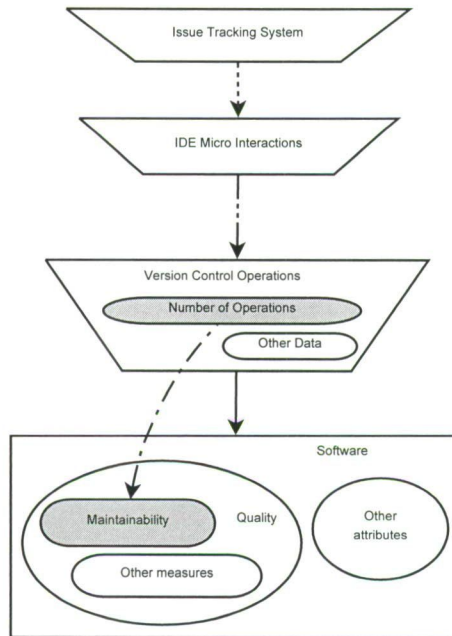 Issue Tracking System
IDE Micro Interactions
Version Control Operations
Number of Operations
Other Data
Software
Maintainability
Quality
Other measures
Other
attributes